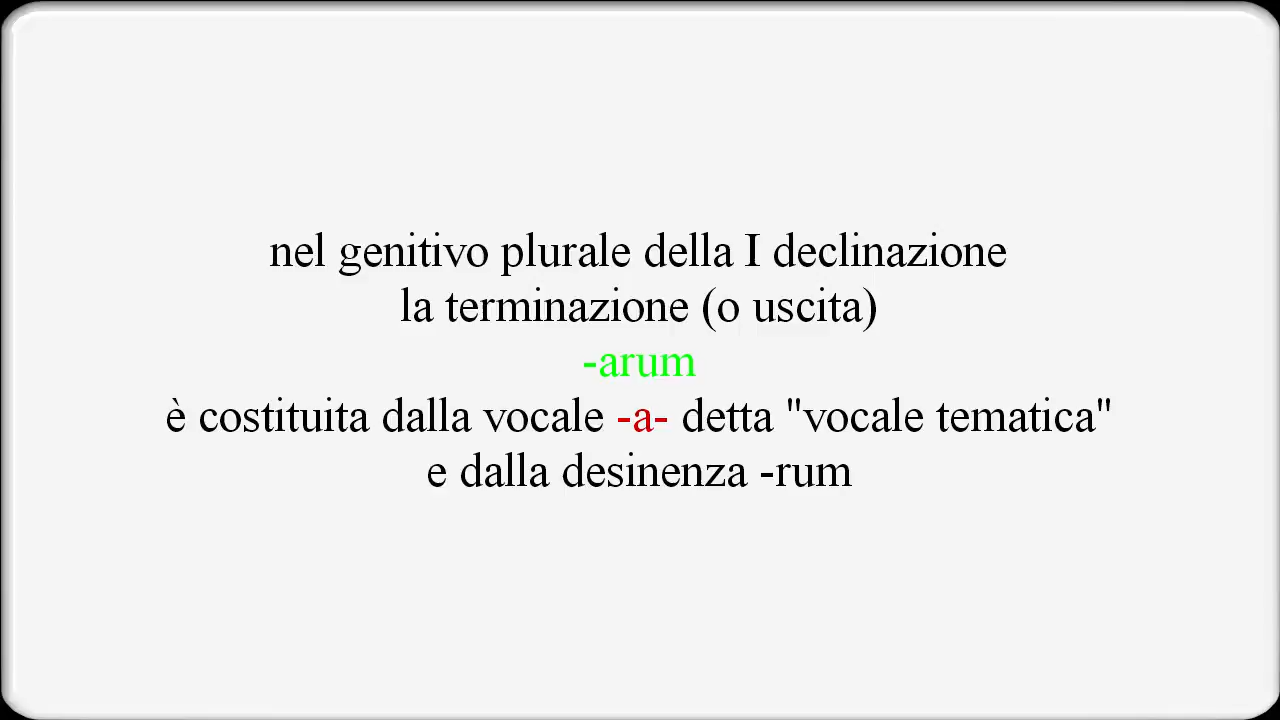 nel genitivo plurale della I declinazione
la terminazione (o uscita)
-arum
è costituita dalla vocale -a- detta "vocale tematica"
e dalla desinenza -rum